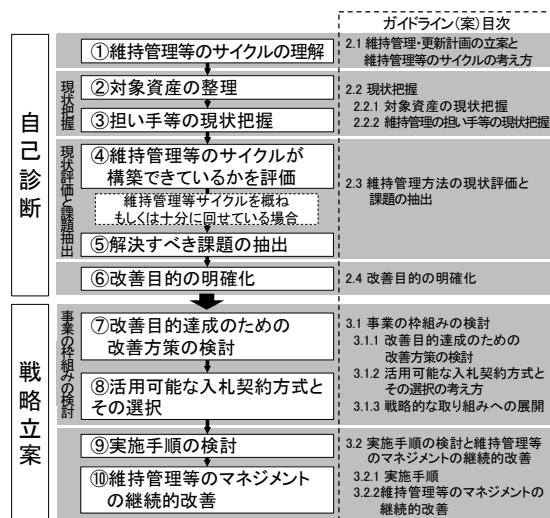 ガイドライン(案)目次
自己診断
①維持管理等のサイクルの理解
2.1 維持管理・更新計画の立案と
維持管理等のサイクルの考え方
現状把握
②対象資産の整理
③担い手等の現状把握
2.2 現状把握
2.2.1 対象資産の現状把握
2.2.2 維持管理の担い手等の現状把握
現状評価と課題抽出
④維持管理等のサイクルが
構築できているかを評価
維持管理等サイクルを概ね
もしくは十分に回せている場合
⑤解決すべき課題の抽出
2.3 維持管理方法の現状評価と
課題の抽出
⑥改善目的の明確化
2.4 改善目的の明確化
戦略立案
事業の枠組みの検討
⑦改善目的達成のための
改善方策の検討
⑧活用可能な入札契約方式と
その選択
3.1 事業の枠組みの検討
3.1.1 改善目的達成のための
改善方策の検討
3.1.2 活用可能な入札契約方式と
その選択の考え方
3.1.3 戦略的な取り組みへの展開
⑨実施手順の検討
⑩維持管理等のマネジメント
の継続的改善
3.2 実施手順の検討と維持管理等
のマネジメントの継続的改善
3.2.1 実施手順
3.2.2維持管理等のマネジメントの
継続的改善